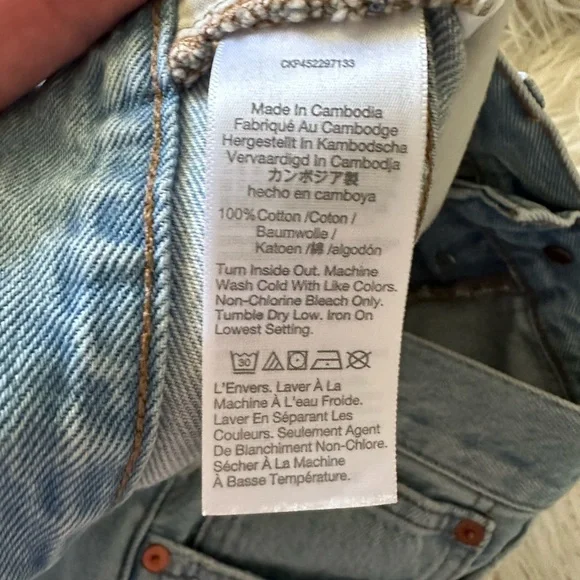 CKP452297133
Made In Cambodia
Fabriqué Au Cambodge
Hergestellt In Kambodscha
Vervaardigd In Cambodja
カンボジア製
hecho en camboya
100% Cotton /Coton /
Baumwolle /
Katoen /綿 /algodón
Turn Inside Out. Machine
Wash Cold With Like Colors.
Non-Chlorine Bleach Only.
Tumble Dry Low. Iron On
Lowest Setting.
30
L'Envers. Laver À La
Machine À L'eau Froide.
Laver En Séparant Les
Couleurs. Seulement Agent
De Blanchiment Non-Chlore.
Sécher À La Machine
À Basse Température.